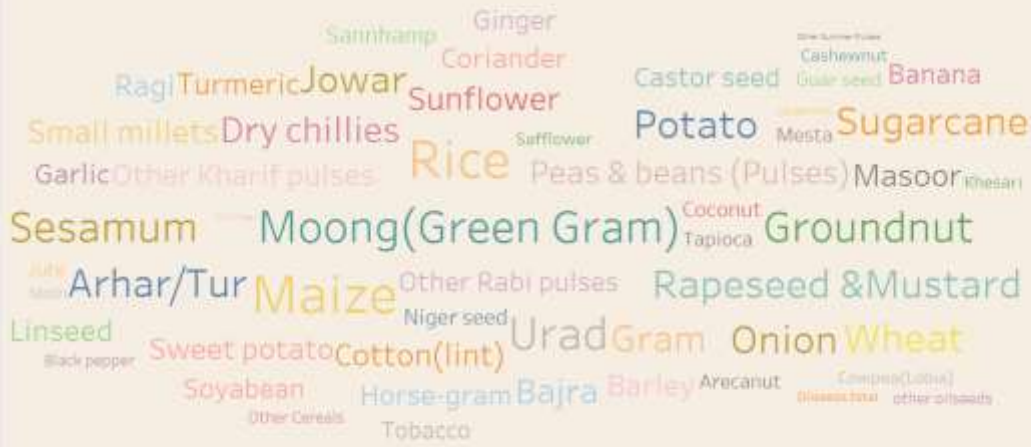 Ginger
Sannhamp
Coriander
Cashewnut
Ragi Turmeric Jowar
Castor seed Guar seed Banana
Sunflower
Small millets Dry chillies
Safflower
Potato Mesta Sugarcane
Rice
Garlic Other Kharif pulses
Peas & beans (Pulses) Masoor Khesari
Sesamum Moong(Green Gram) Coconut Groundnut
Tapioca
Jute
Arhar/Tur Maize Other Rabi pulses Rapeseed &Mustard
Niger seed
Linseed
Urad Gram Onion Wheat
Black pepper Sweet potato Cotton(lint)
Soyabean
Horse-gram Bajra Barley Arecanut
Cowpea(Lobia)
Oilseeds total other oilseeds
Other Cereals
Tobacco